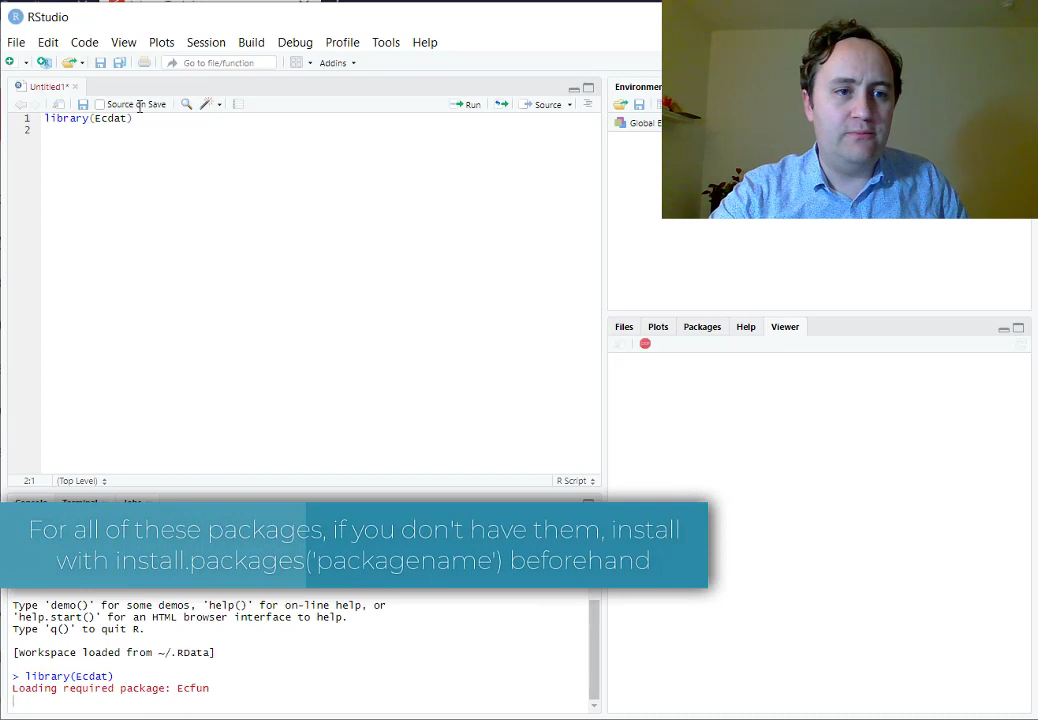 RStudio
File Edit Code View Plots Session Build Debug Profile Tools Help
Go to file/function Addins
Untitled1*
Source on Save Run Source
1 library(Ecdat)
2
2:1 (Top Level) R Script
Environ
Global E
Files Plots Packages Help Viewer
For all of these packages, if you don't have them, install
with install.packages('packagename') beforehand
Type 'demo()' for some demos, 'help()' for on-line help, or
'help.start()' for an HTML browser interface to help.
Type 'q()' to quit R.
[Workspace loaded from ~/.RData]
> library(Ecdat)
Loading required package: Ecfun